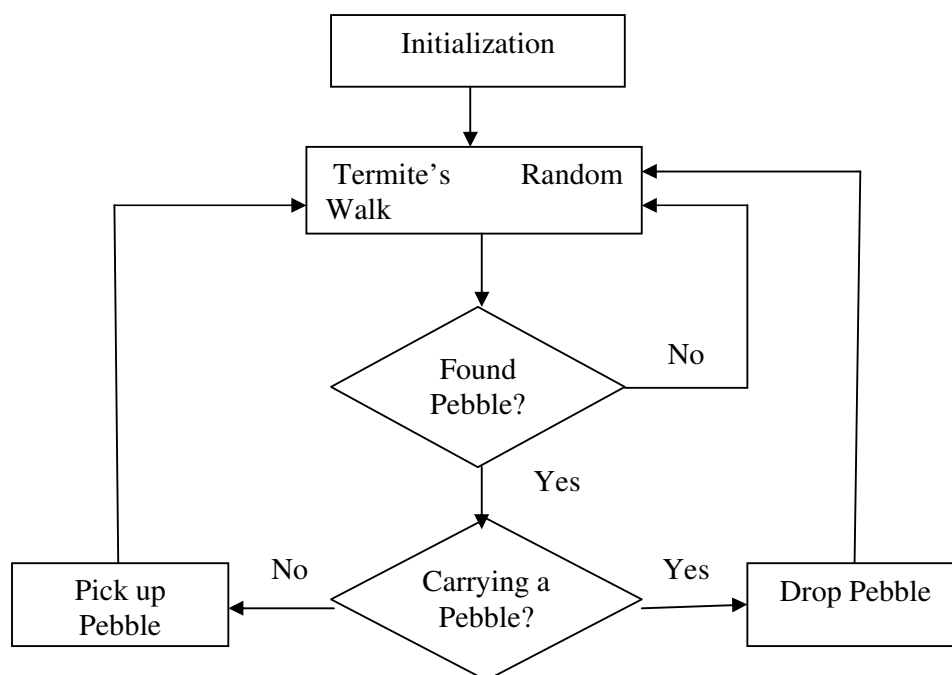 Initialization
Termite’s Random
Walk
Found
Pebble?
No
Yes
Carrying a
Pebble?
No
Yes
Pick up
Pebble
Drop Pebble